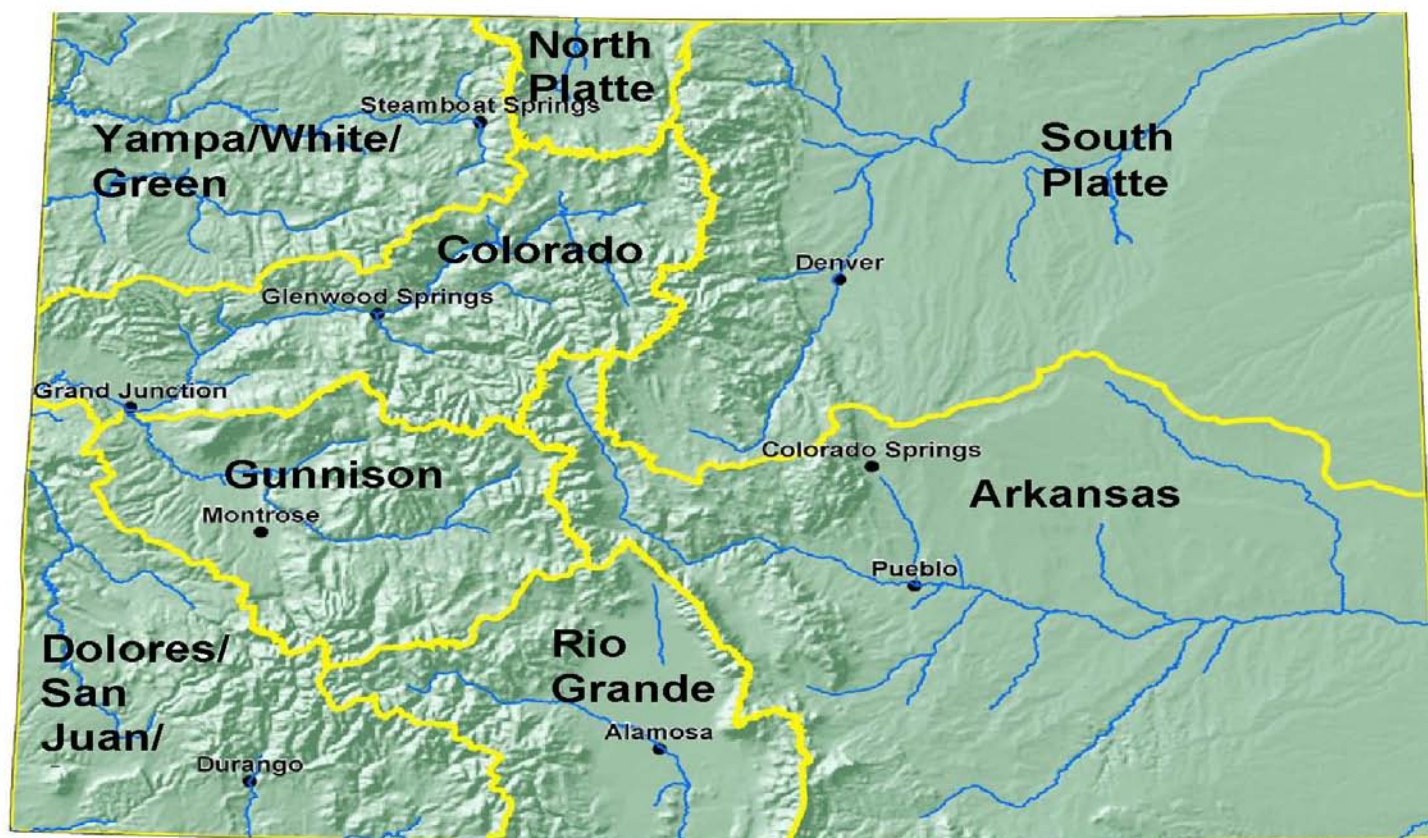 North
Platte
Steamboat Springs
Yampa/White/
Green
South
Platte
Colorado
Denver
Glenwood Springs
Grand Junction
Colorado Springs
Gunnison
Arkansas
Montrose
Pueblo
Dolores/
San
Juan/
Rio
Grande
Alamosa
Durango